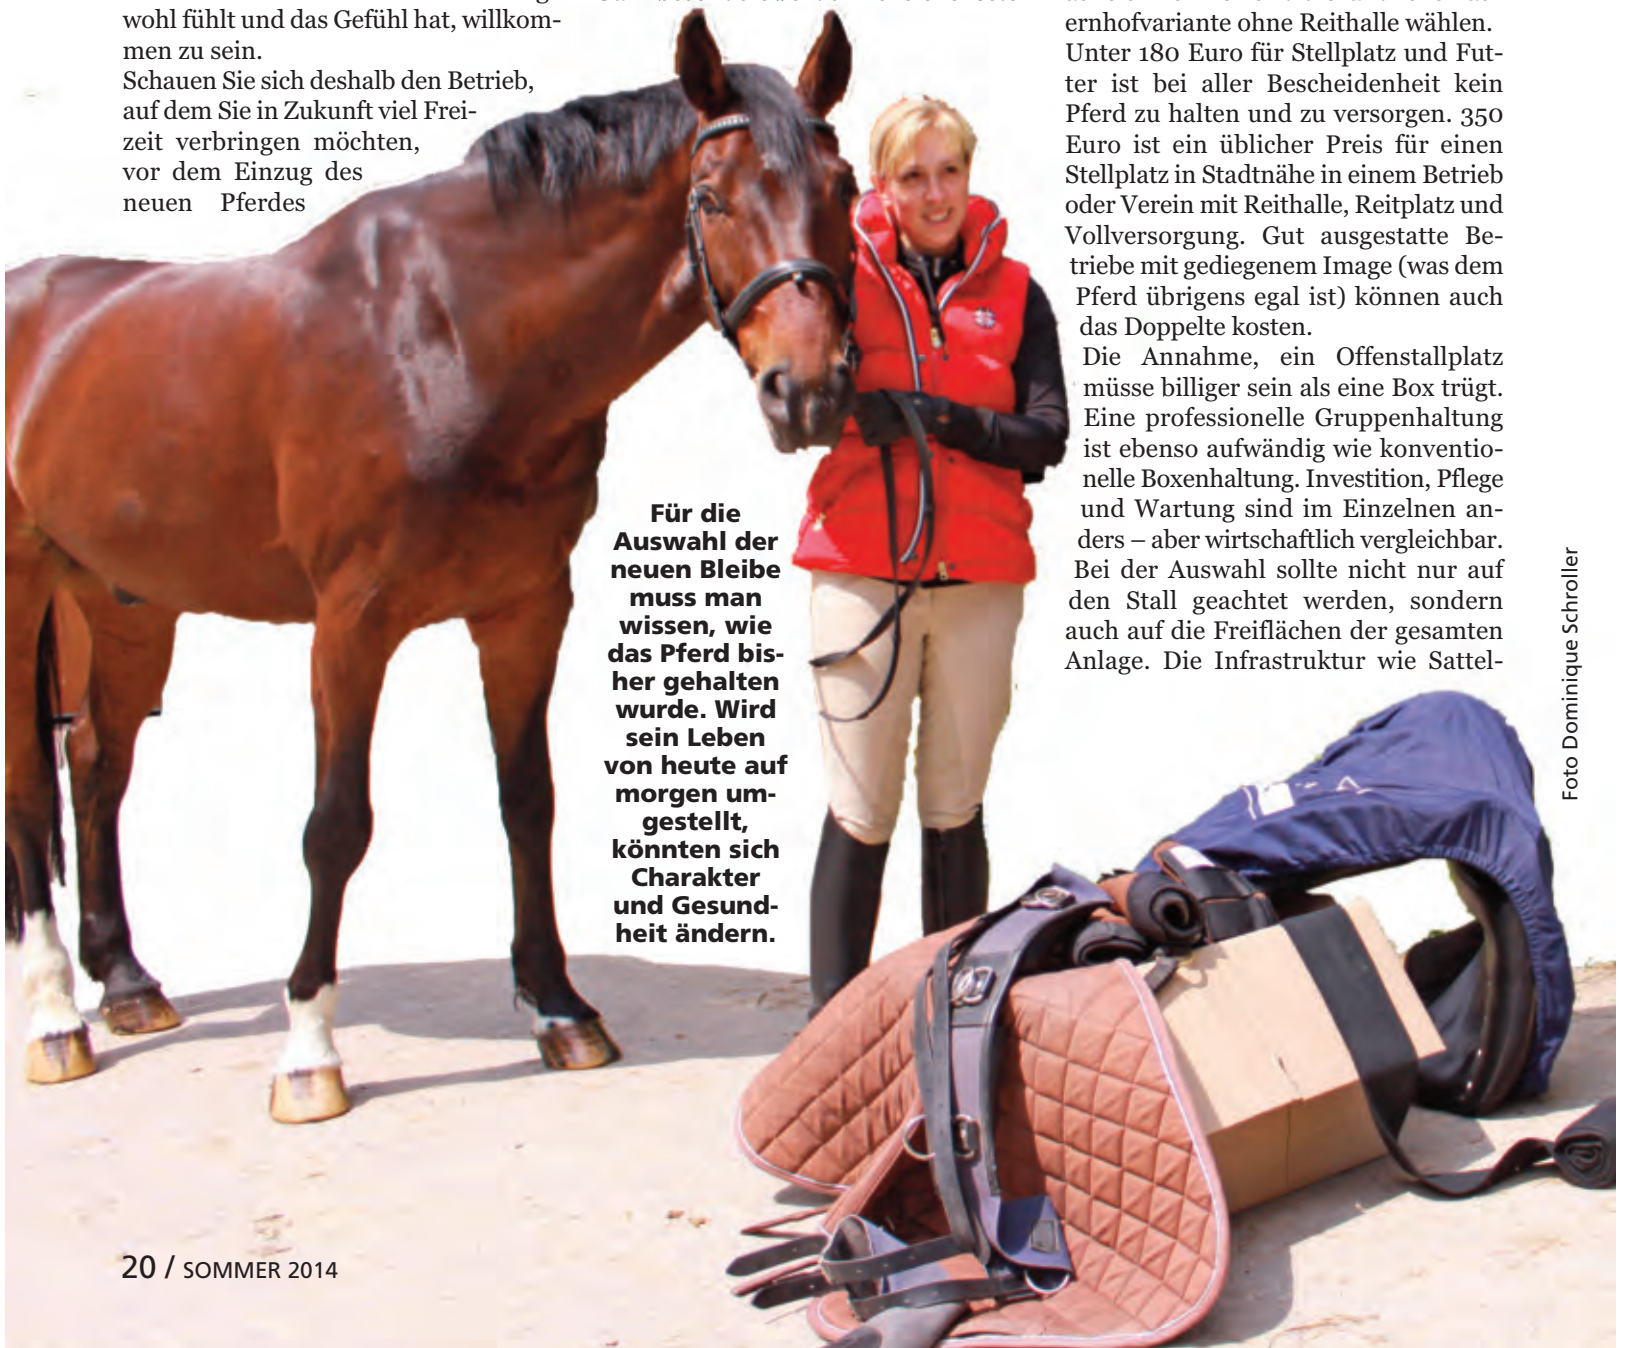 wohl fühlt und das Gefühl hat, willkom-
men zu sein.
Schauen Sie sich deshalb den Betrieb,
auf dem Sie in Zukunft viel Frei-
zeit verbringen möchten,
vor dem Einzug des
neuen Pferdes
Für die
Auswahl der
neuen Bleibe
muss man
wissen, wie
das Pferd bis-
her gehalten
wurde. Wird
sein Leben
von heute auf
morgen um-
gestellt,
könnten sich
Charakter
und Gesund-
heit ändern.
ernhofvariante ohne Reithalle wählen.
Unter 180 Euro für Stellplatz und Fut-
ter ist bei aller Bescheidenheit kein
Pferd zu halten und zu versorgen. 350
Euro ist ein üblicher Preis für einen
Stellplatz in Stadtnähe in einem Betrieb
oder Verein mit Reithalle, Reitplatz und
Vollversorgung. Gut ausgestatte Be-
triebe mit gediegenem Image (was dem
Pferd übrigens egal ist) können auch
das Doppelte kosten.
Die Annahme, ein Offenstallplatz
müsse billiger sein als eine Box trügt.
Eine professionelle Gruppenhaltung
ist ebenso aufwändig wie konventio-
nelle Boxenhaltung. Investition, Pflege
und Wartung sind im Einzelnen an-
ders – aber wirtschaftlich vergleichbar.
Bei der Auswahl sollte nicht nur auf
den Stall geachtet werden, sondern
auch auf die Freiflächen der gesamten
Anlage. Die Infrastruktur wie Sattel-
Foto Dominique Schroller
20 / SOMMER 2014